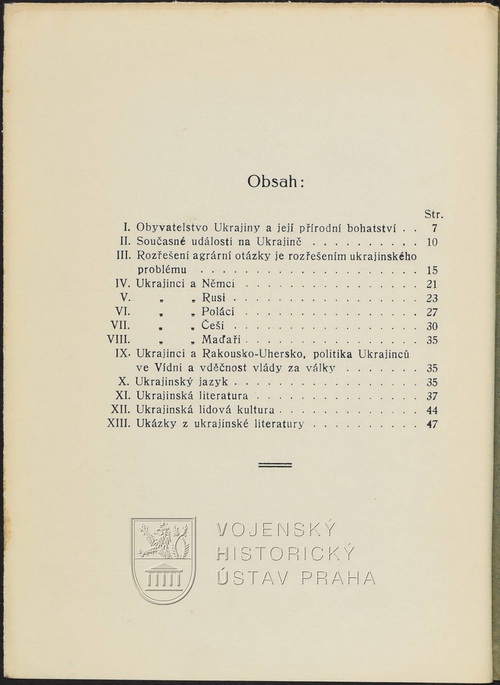 Obsah:
Str.
I. Obyvatelstvo Ukrajiny a její přírodní bohatství . . 7
II. Současné události na Ukrajině . . . . . . . . . . 10
III. Rozřešení agrární otázky je rozřešením ukrajinského
problému . . . . . . . . . . . . . . . . . . . . 15
IV. Ukrajinci a Němci . . . . . . . . . . . . . . . . 21
V. „ „ Rusi . . . . . . . . . . . . . . . . . 23
VI. „ „ Poláci . . . . . . . . . . . . . . . . 27
VII. „ „ Češi . . . . . . . . . . . . . . . . . 30
VIII. „ „ Maďaři . . . . . . . . . . . . . . . . 35
IX. Ukrajinci a Rakousko-Uhersko, politika Ukrajinců
ve Vídni a vděčnost vlády za války . . . . . . . 35
X. Ukrajinský jazyk . . . . . . . . . . . . . . . . . 35
XI. Ukrajinská literatura . . . . . . . . . . . . . . . 37
XII. Ukrajinská lidová kultura . . . . . . . . . . . . . 44
XIII. Ukázky z ukrajinské literatury . . . . . . . . . . 47
VOJENSKÝ
HISTORICKÝ
ÚSTAV PRAHA